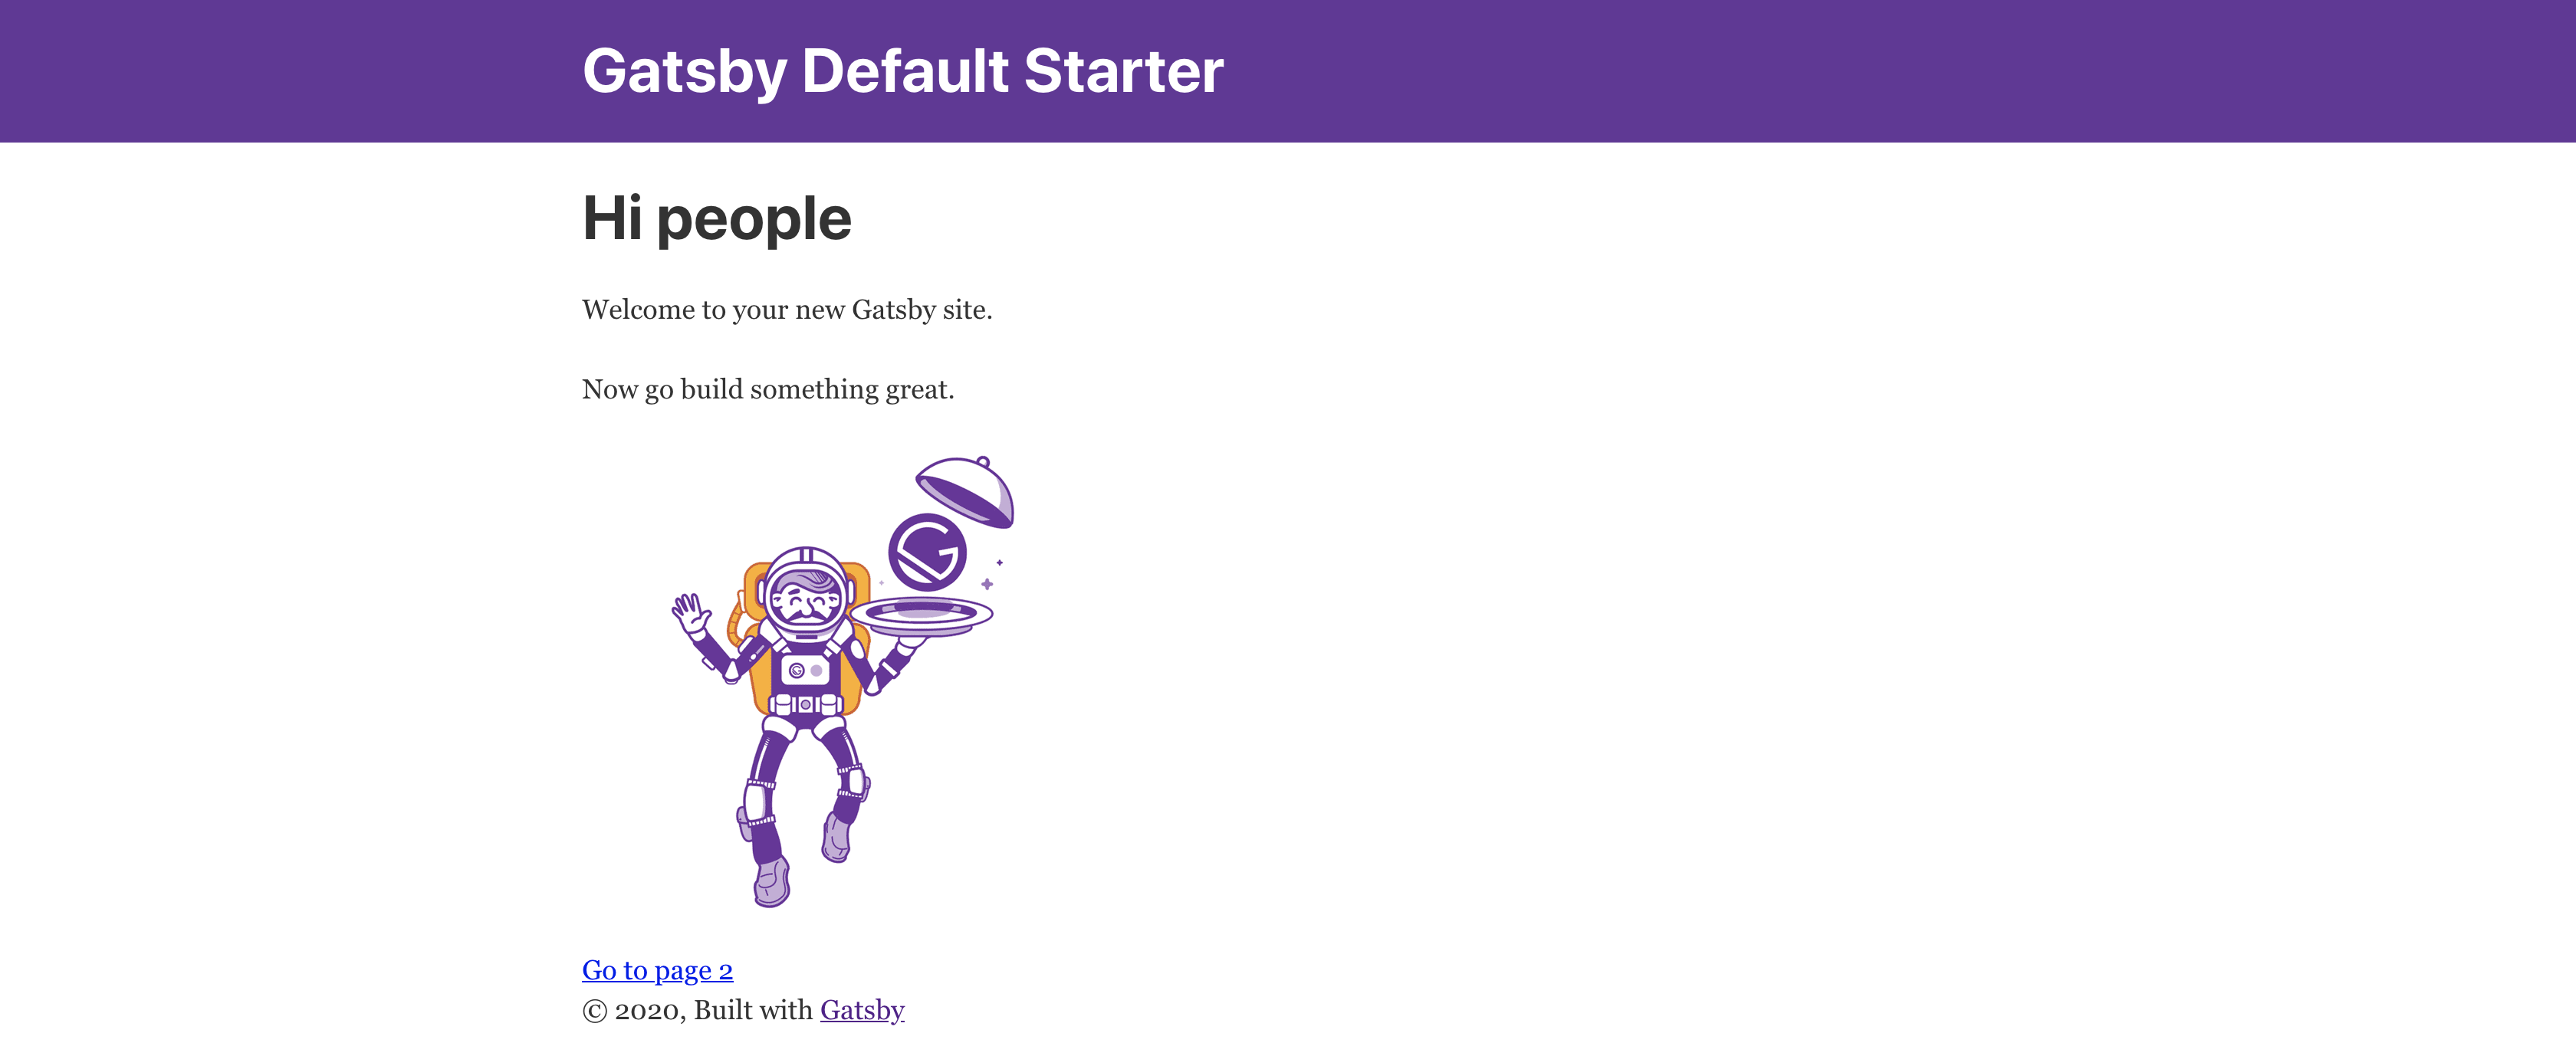 Gatsby Default Starter
Hi people
Welcome to your new Gatsby site.
Now go build something great.
Go to page 2
© 2020, Built with Gatsby